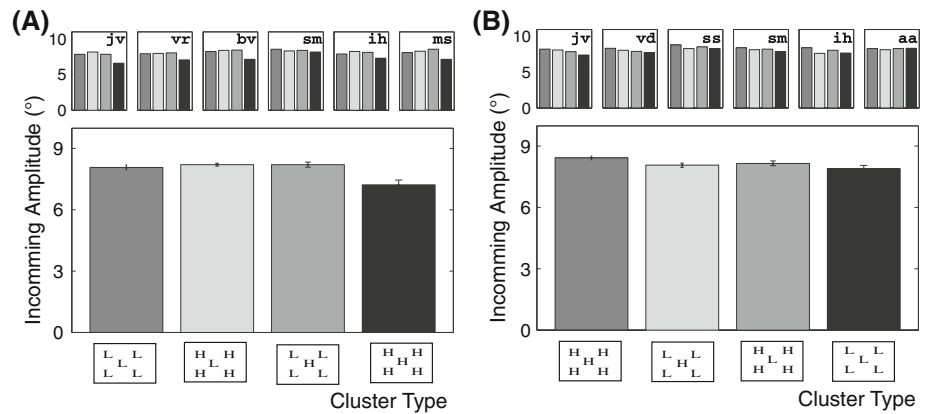 (A)
10
5
0
jv
vr
bv
sm
ih
ms
Incomming Amplitude (°)
9
6
3
0
L L
L
L L
H H
L
H H
L L
H
L L
H H
H
H H
Cluster Type
(B)
10
5
0
jv
vd
ss
sm
ih
aa
Incomming Amplitude (°)
9
6
3
0
H H
H
H H
L L
H
L L
H H
L
H H
L L
L
L L
Cluster Type